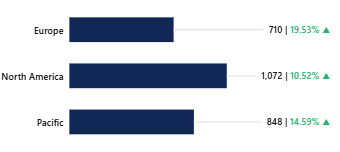 Europe 710 | 19.53% ▲
North America 1,072 | 10.52% ▲
Pacific 848 | 14.59% ▲